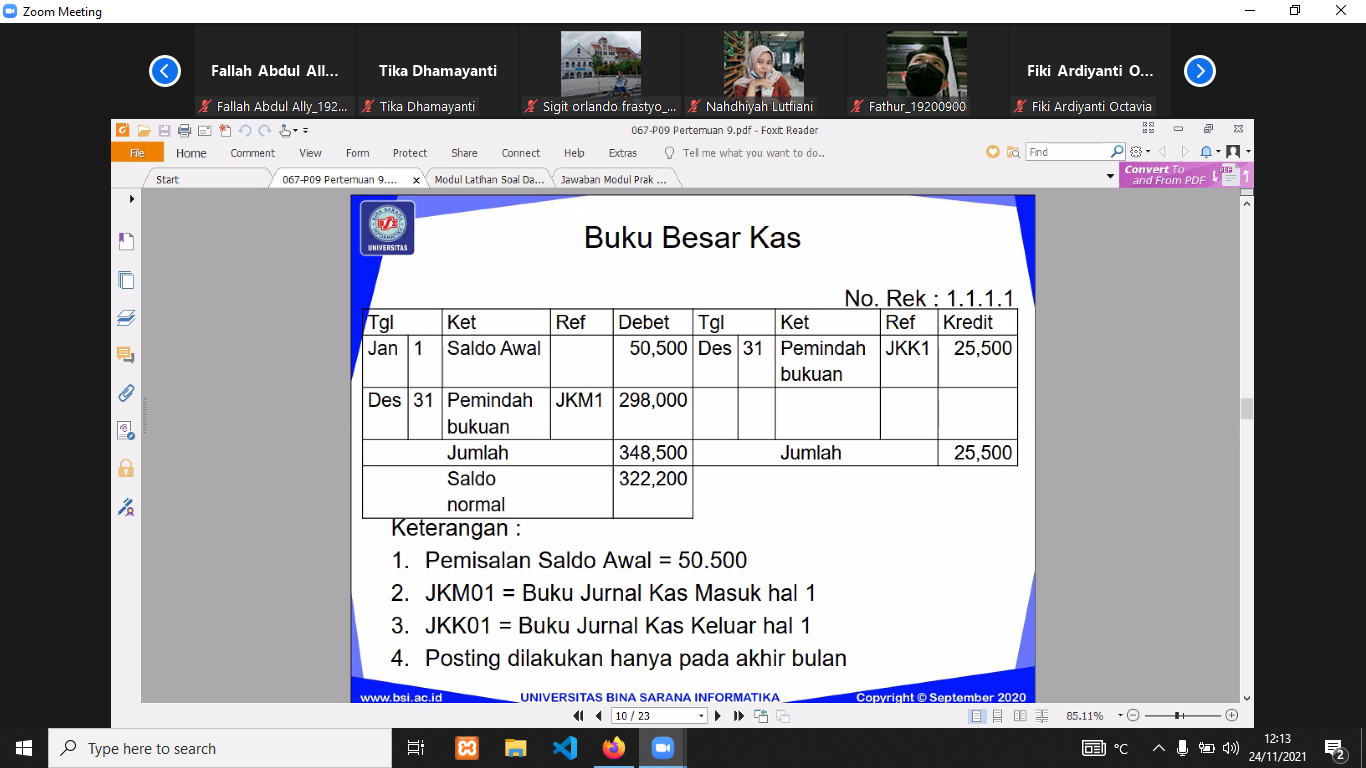 Zoom Meeting
Fallah Abdul All...
Tika Dhamayanti
Fiki Ardiyanti O...
Fallah Abdul Ally_192...
Tika Dhamayanti
Sigit orlando frastyo_...
Nahdhiyah Lutfiani
Fathur_19200900
Fiki Ardiyanti Octavia
067-P09 Pertemuan 9.pdf - Foxit Reader
File Home Comment View Form Protect Share Connect Help Extras Tell me what you want to do.. Find
Start 067-P09 Pertemuan 9.... Modul Latihan Soal Da... Jawaban Modul Prak ...
Convert To
and From PDF
PDF
BINA SARANA INFORMATIKA
UNIVERSITAS
Buku Besar Kas
No. Rek : 1.1.1.1
Tgl Ket Ref Debet Tgl Ket Ref Kredit
Jan 1 Saldo Awal 50,500 Des 31 Pemindah JKK1 25,500
bukuan
Des 31 Pemindah JKM1 298,000
bukuan
Jumlah 348,500 Jumlah 25,500
Saldo 322,200
normal
Keterangan :
1. Pemisalan Saldo Awal = 50.500
2. JKM01 = Buku Jurnal Kas Masuk hal 1
3. JKK01 = Buku Jurnal Kas Keluar hal 1
4. Posting dilakukan hanya pada akhir bulan
www.bsi.ac.id UNIVERSITAS BINA SARANA INFORMATIKA Copyright © September 2020
10 / 23
85.11%
Type here to search
°C
12:13
24/11/2021
2